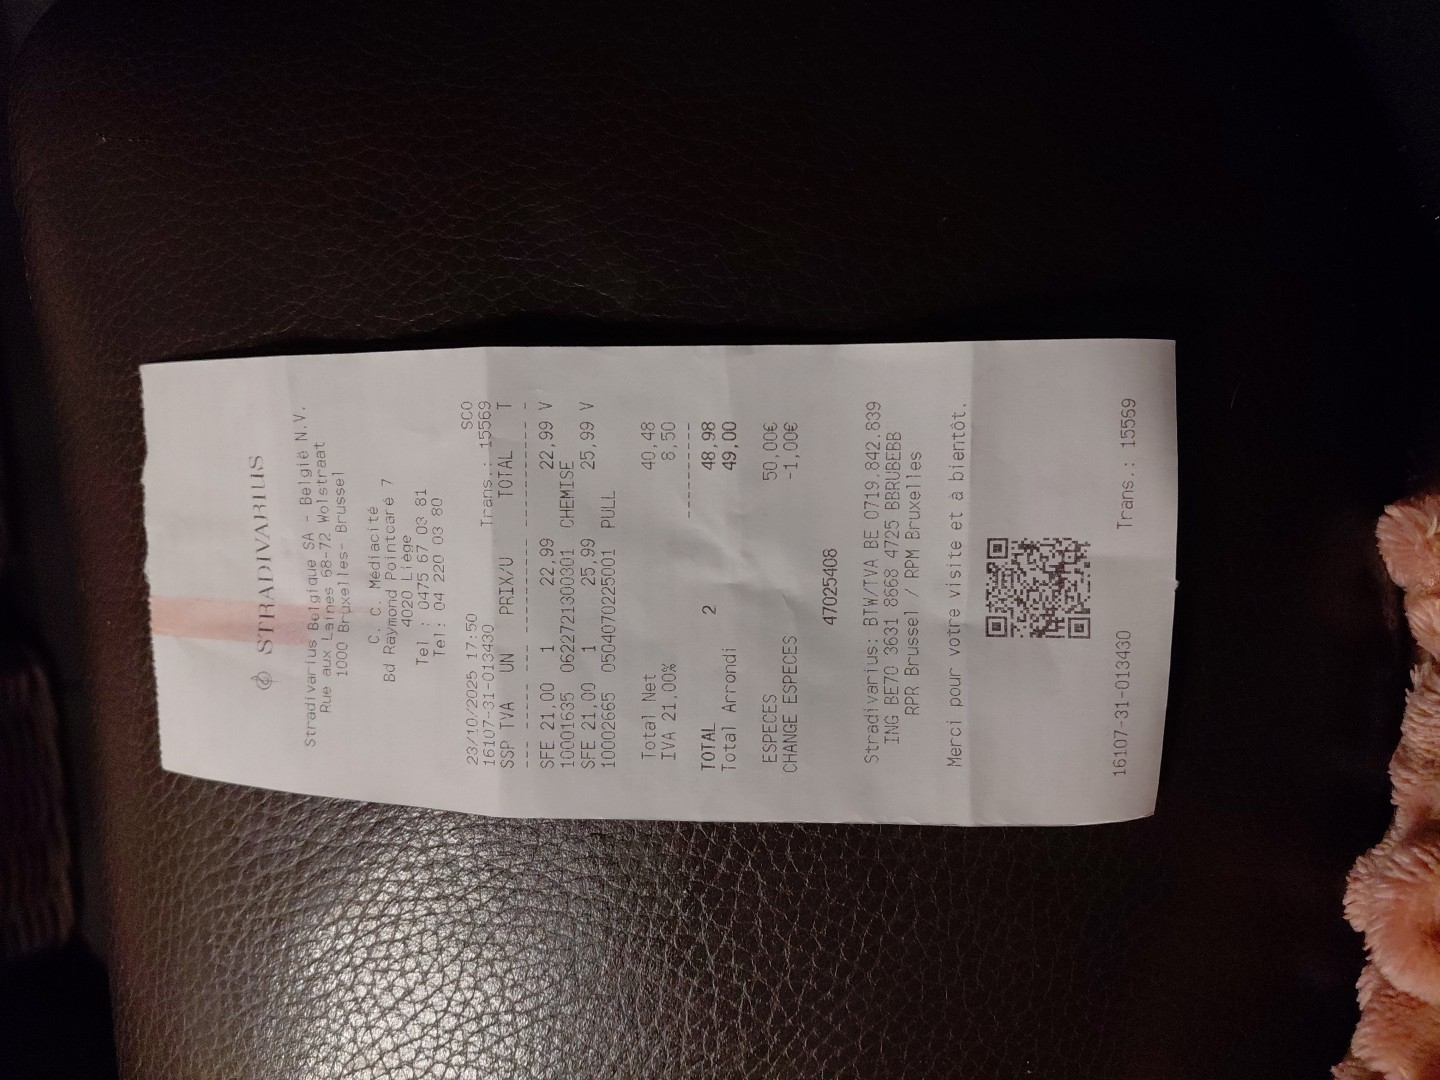 STRADIVARIUS
Stradivarius Belgique SA - België N.V.
Rue aux Laines 68-72 Wolstraat
1000 Bruxelles- Brussel
C. C. Médiacité
Bd Raymond Pointcaré 7
4020 Liège
Tel : 0475 67 03 81
Tel: 04 220 03 80
SCO
23/10/2025 17:50
16107-31-013430 Trans.: 15569
SSP TVA UN PRIX/U TOTAL T
--- ----- --- --------- --------- -
SFE 21,00 1 22,99 22,99 V
10001635 0622721300301 CHEMISE
SFE 21,00 1 25,99 25,99 V
10002665 0504070225001 PULL
Total Net 40,48
IVA 21,00% 8,50
----------
TOTAL 2 48,98
Total Arrondi 49,00
ESPECES 50,00€
CHANGE ESPECES -1,00€
47025408
Stradivarius: BTW/TVA BE 0719.842.839
ING BE70 3631 8668 4725 BBRUBEBB
RPR Brussel / RPM Bruxelles
Merci pour votre visite et à bientôt.
16107-31-013430 Trans.: 15569